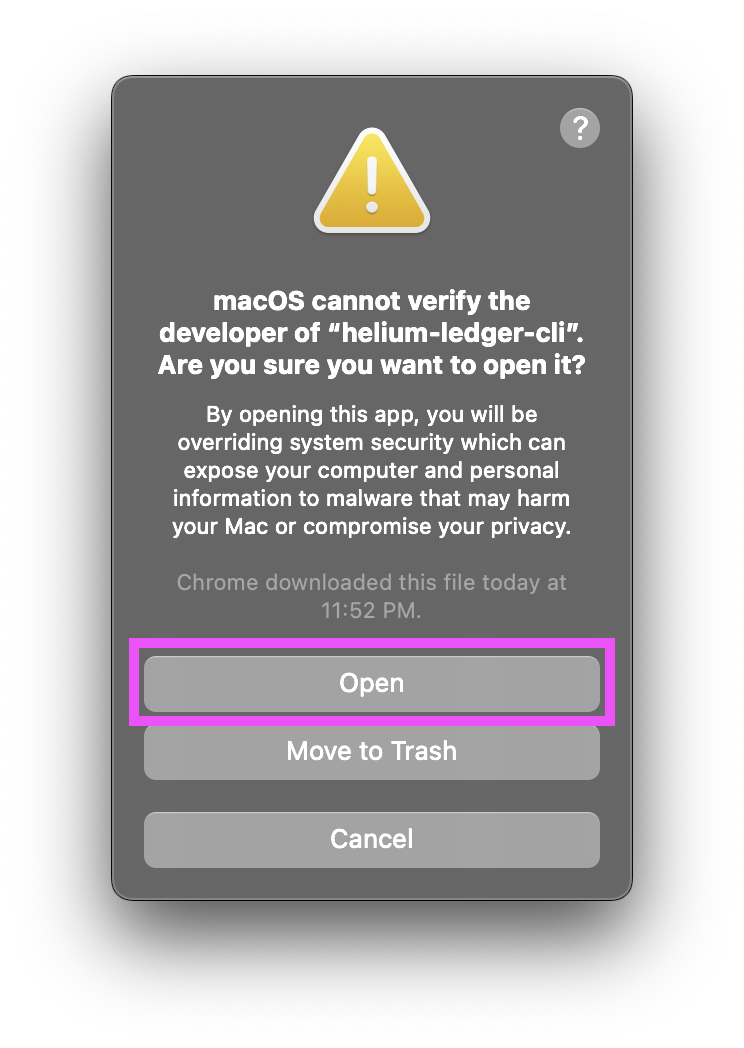 ?
macOS cannot verify the
developer of “helium-ledger-cli”.
Are you sure you want to open it?
By opening this app, you will be
overriding system security which can
expose your computer and personal
information to malware that may harm
your Mac or compromise your privacy.
Chrome downloaded this file today at
11:52 PM.
Open
Move to Trash
Cancel